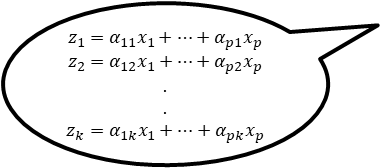 z₁ = α₁₁x₁ + ⋯ + αₚ₁xₚ
z₂ = α₁₂x₁ + ⋯ + αₚ₂xₚ
.
.
zₖ = α₁ₖx₁ + ⋯ + αₚₖxₚ